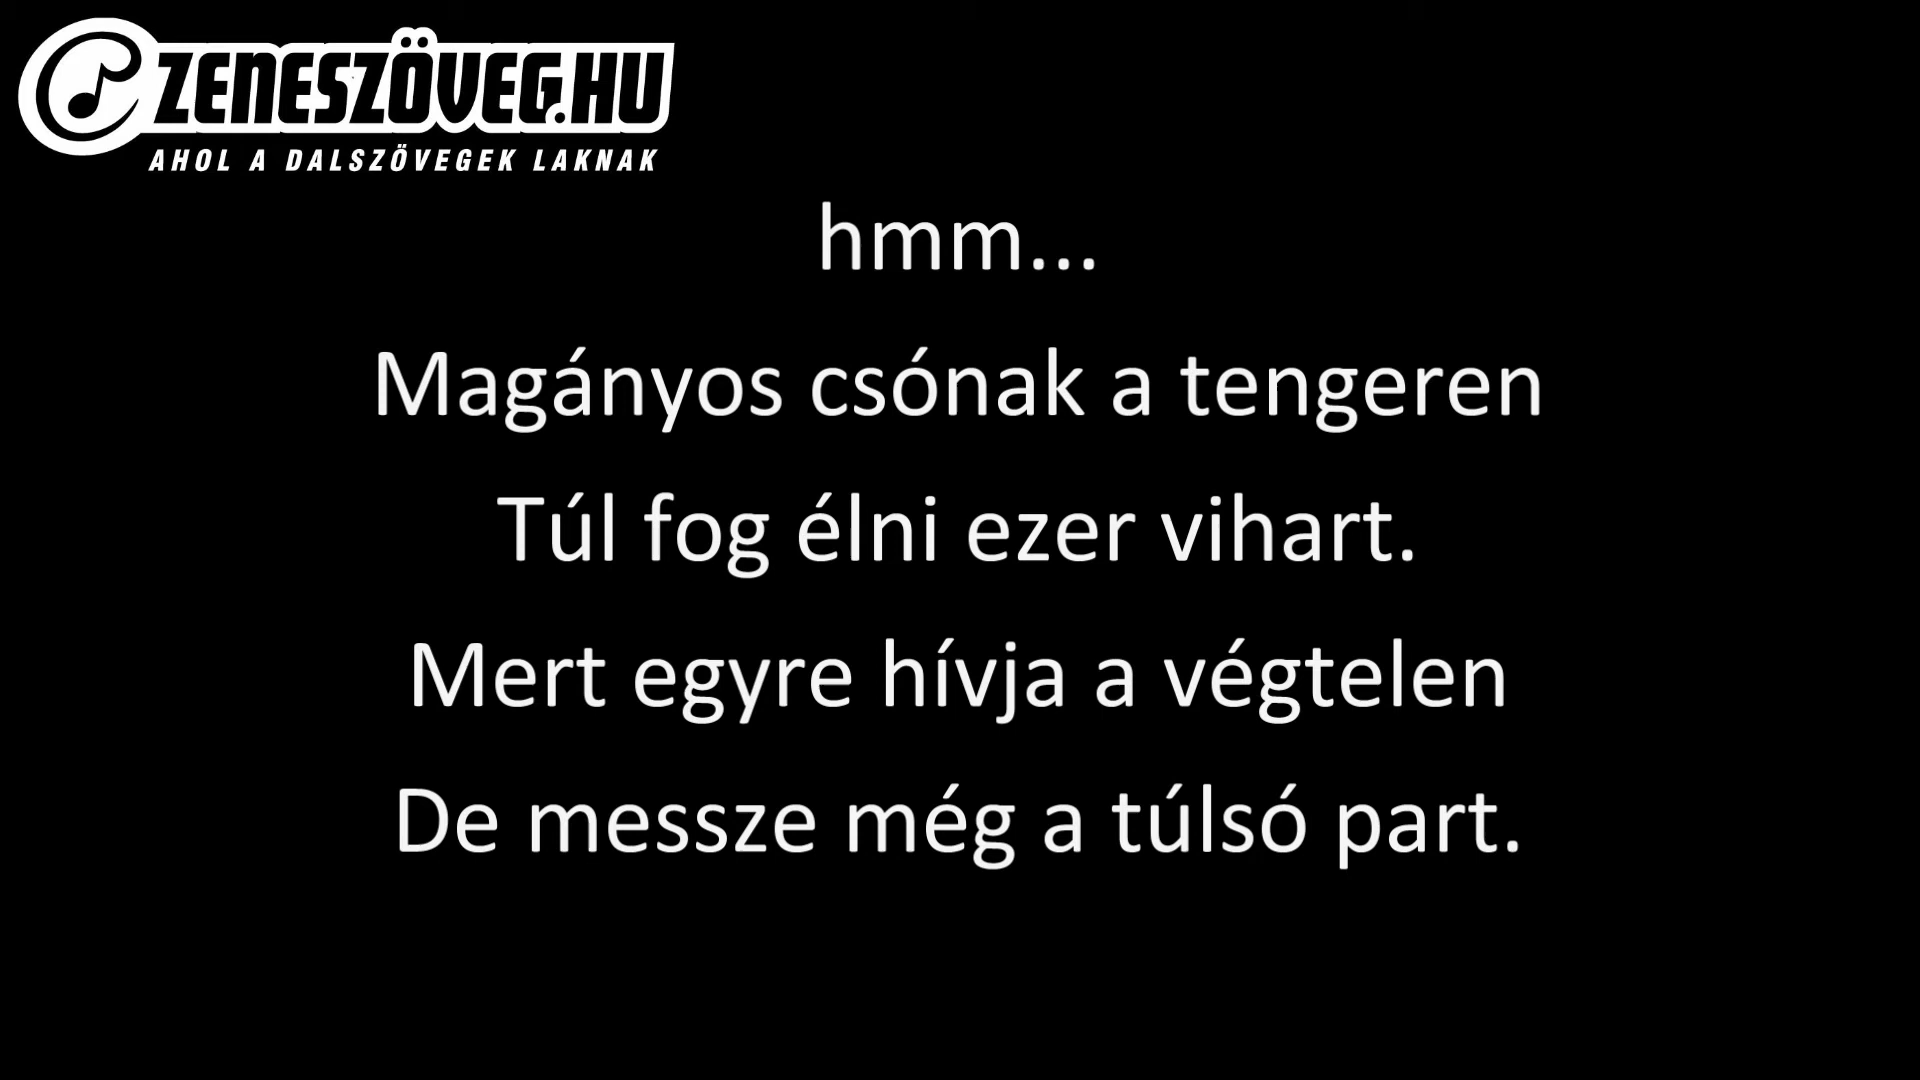 ZENESZÖVEG.HU
AHOL A DALSZÖVEGEK LAKNAK
hmm...
Magányos csónak a tengeren
Túl fog élni ezer vihart.
Mert egyre hívja a végtelen
De messze még a túlsó part.